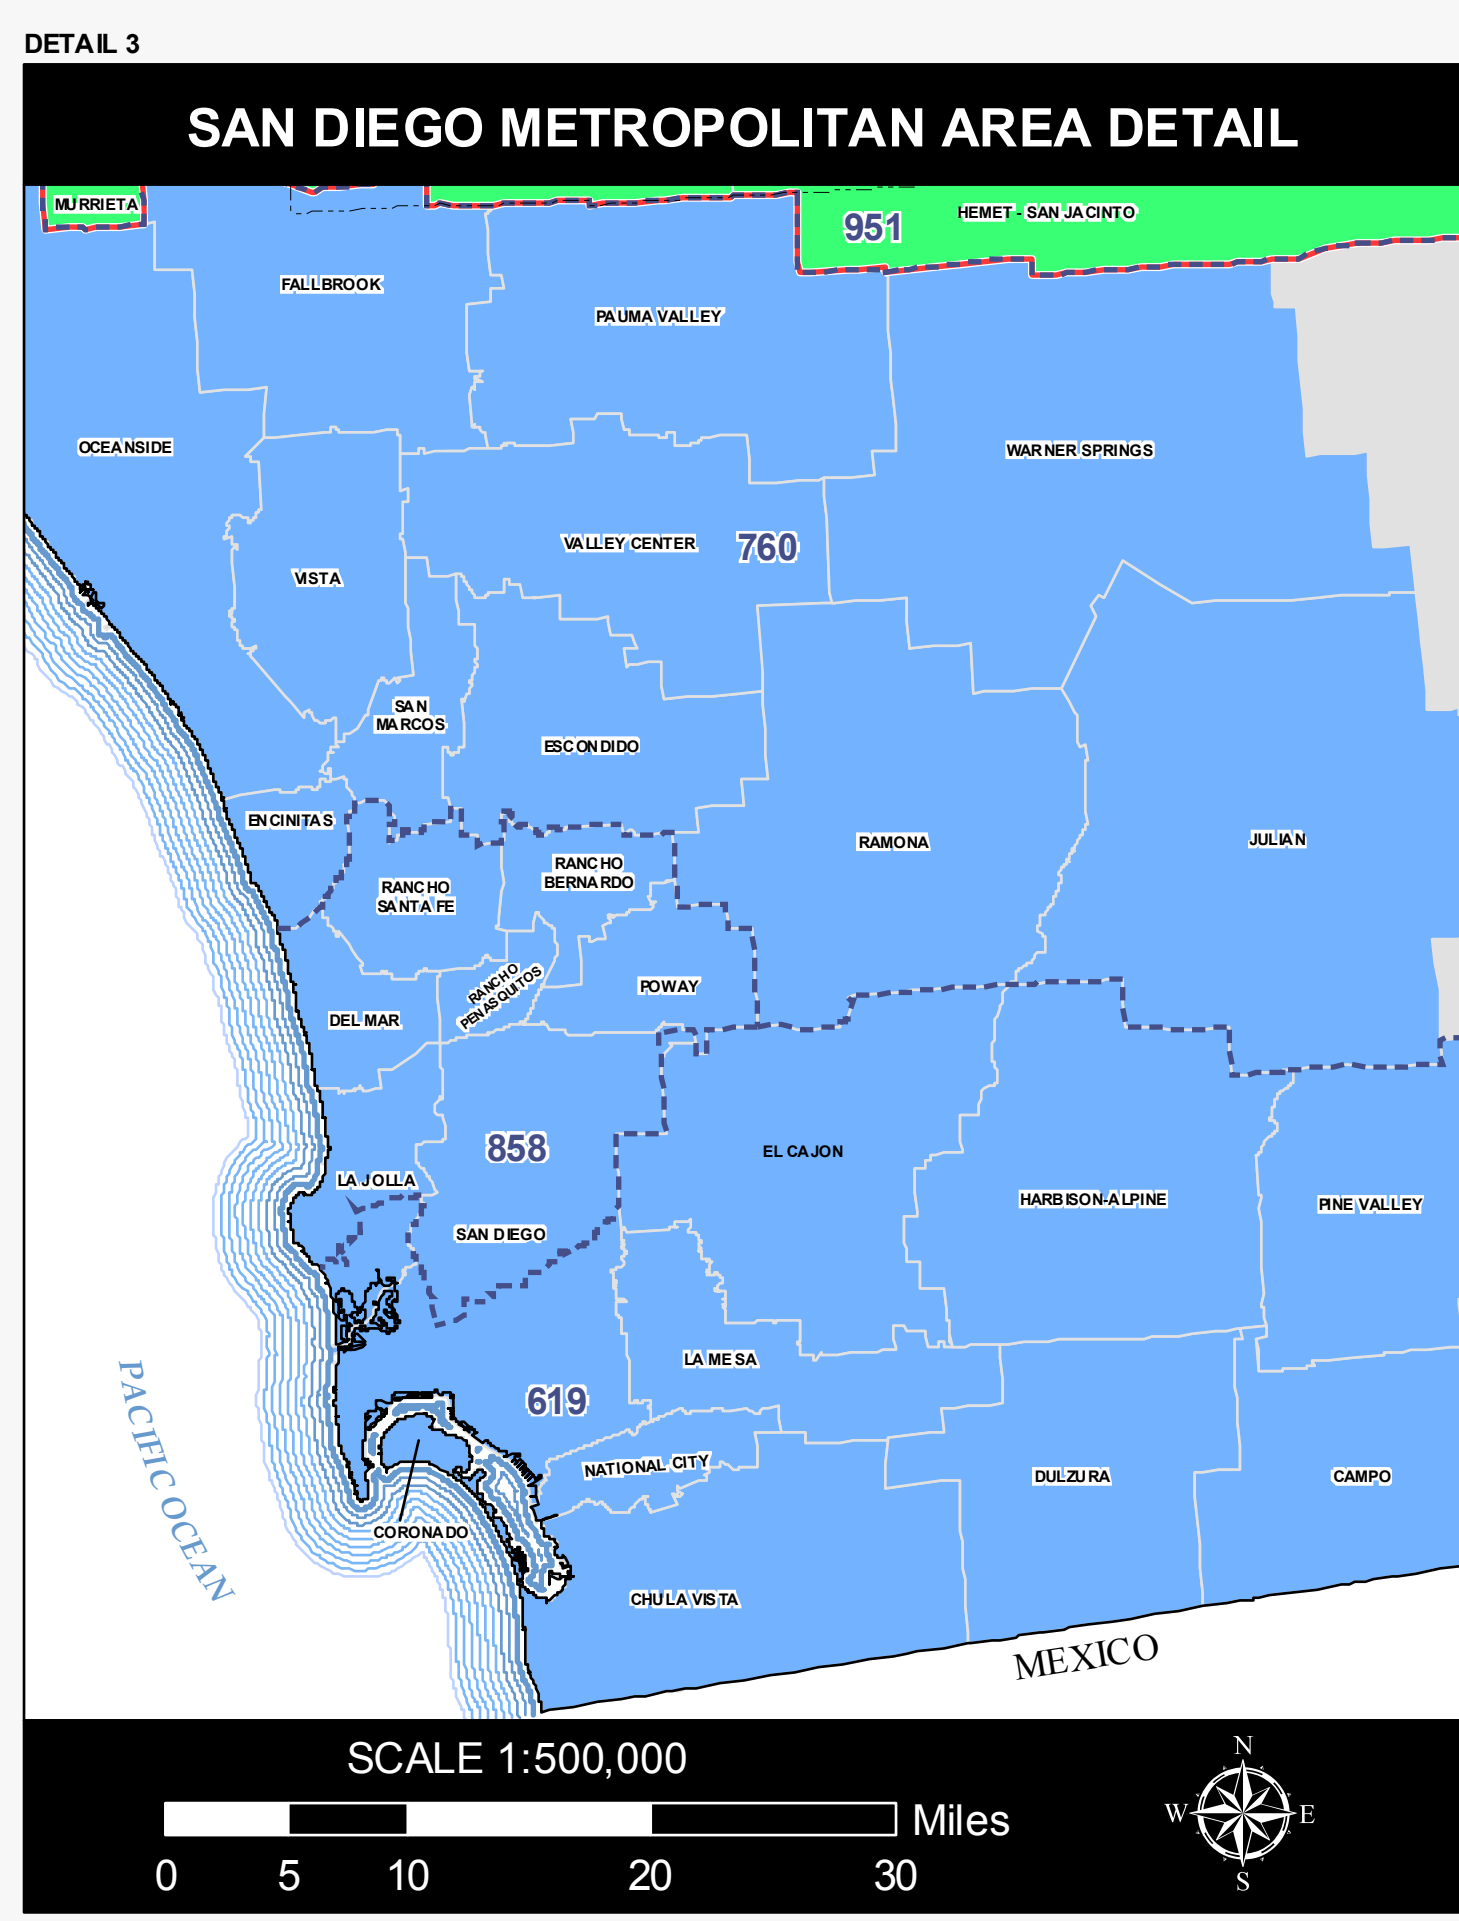 DETAIL 3
SAN DIEGO METROPOLITAN AREA DETAIL
MURRIETA
951
HEMET - SAN JACINTO
FALLBROOK
PAUMA VALLEY
OCEANSIDE
WARNER SPRINGS
VALLEY CENTER
760
VISTA
SAN
MARCOS
ESCONDIDO
ENCINITAS
RAMONA
JULIAN
RANCHO
BERNARDO
RANCHO
SANTA FE
RANCHO
PENASQUITOS
POWAY
DEL MAR
858
EL CAJON
LA JOLLA
HARBISON-ALPINE
PINE VALLEY
SAN DIEGO
LA MESA
619
PACIFIC OCEAN
NATIONAL CITY
DULZURA
CAMPO
CORONADO
CHULA VISTA
MEXICO
SCALE 1:500,000
Miles
0 5 10 20 30
N
W E
S